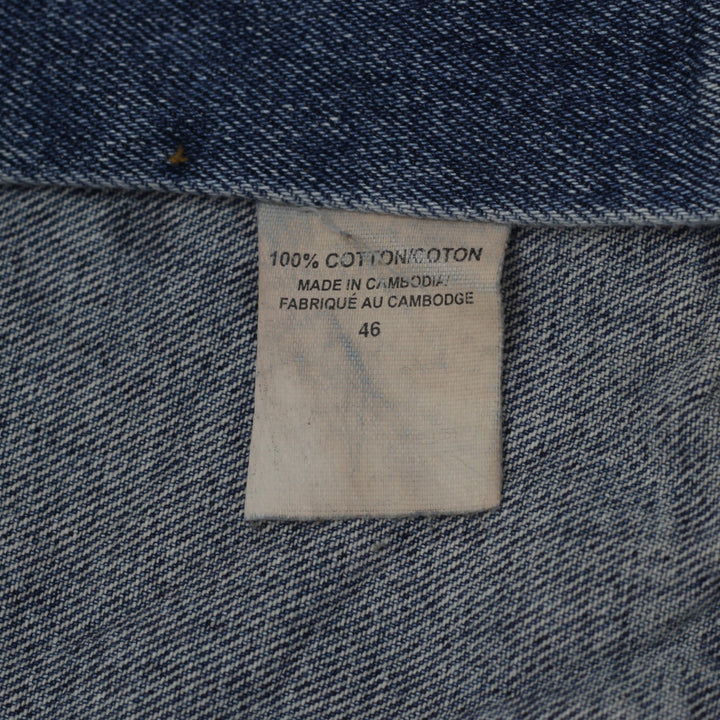 100% COTTON/COTON
MADE IN CAMBODIA/
FABRIQUÉ AU CAMBODGE
46